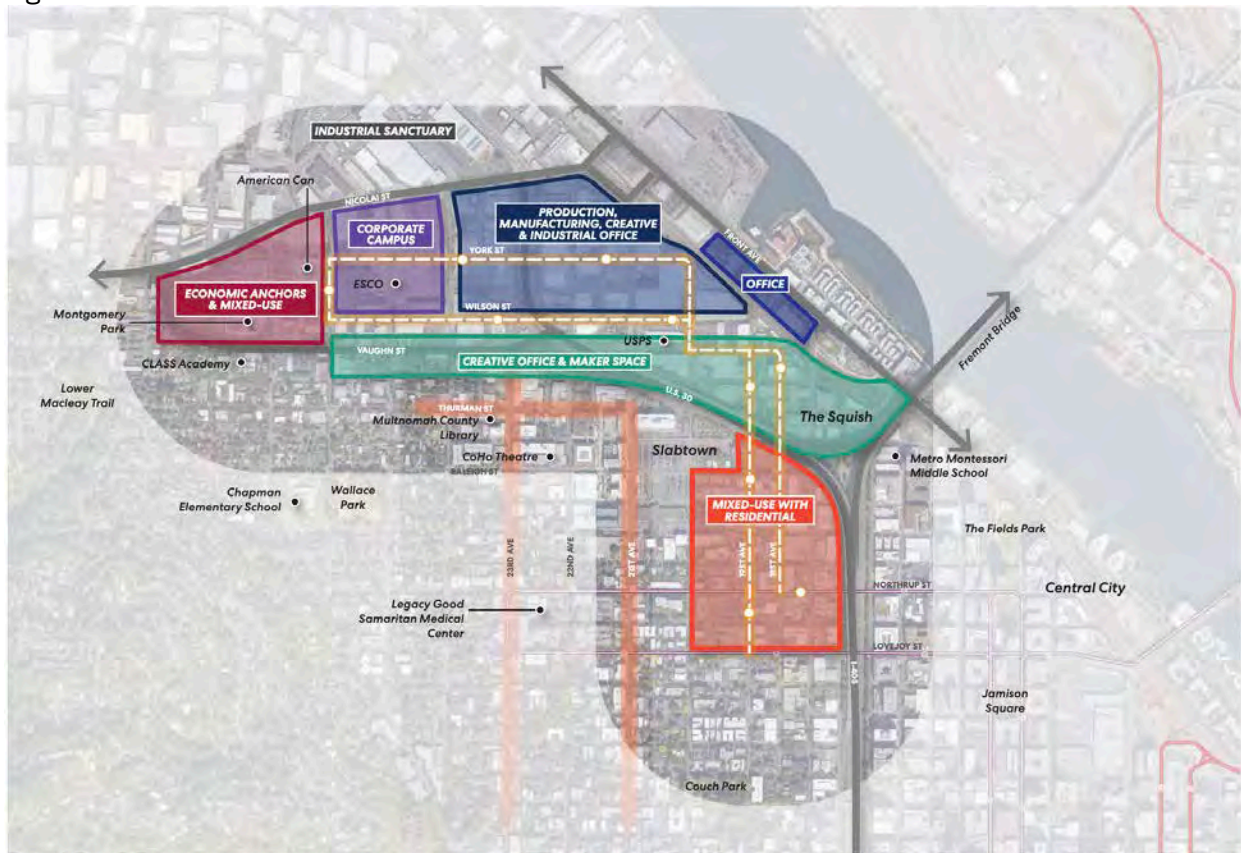 INDUSTRIAL SANCTUARY
American Can
NICOLAI ST
CORPORATE
CAMPUS
PRODUCTION,
MANUFACTURING, CREATIVE
& INDUSTRIAL OFFICE
YORK ST
FRONT AVE
OFFICE
ESCO
ECONOMIC ANCHORS
& MIXED-USE
WILSON ST
Montgomery
Park
USPS
Fremont Bridge
VAUGHN ST
CREATIVE OFFICE & MAKER SPACE
CLASS Academy
U.S. 30
Lower
Macleay Trail
THURMAN ST
The Squish
Multnomah County
Library
CoHo Theatre
Slabtown
Metro Montessori
Middle School
RALEIGH ST
Chapman
Elementary School
Wallace
Park
MIXED-USE WITH
RESIDENTIAL
The Fields Park
23RD AVE
22ND AVE
21ST AVE
19TH AVE
18TH AVE
NORTHRUP ST
Central City
Legacy Good
Samaritan Medical
Center
LOVEJOY ST
I-405
Jamison
Square
Couch Park